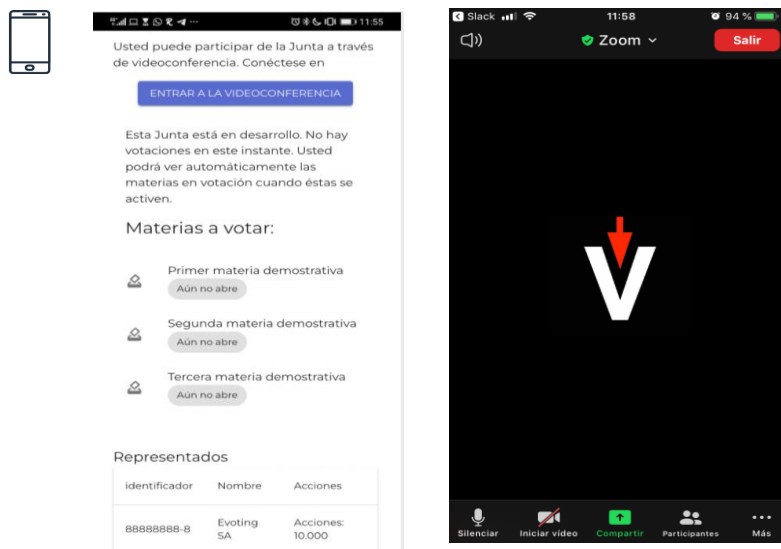 11:55
Usted puede participar de la Junta a través
de videoconferencia. Conéctese en
ENTRAR A LA VIDEOCONFERENCIA
Esta Junta está en desarrollo. No hay
votaciones en este instante. Usted
podrá ver automáticamente las
materias en votación cuando éstas se
activen.
Materias a votar:
Primer materia demostrativa
Aún no abre
Segunda materia demostrativa
Aún no abre
Tercera materia demostrativa
Aún no abre
Representados
identificador Nombre Acciones
88888888-8 Evoting SA Acciones: 10.000
Slack 11:58 94 %
Zoom Salir
V
Silenciar Iniciar vídeo Compartir Participantes Más